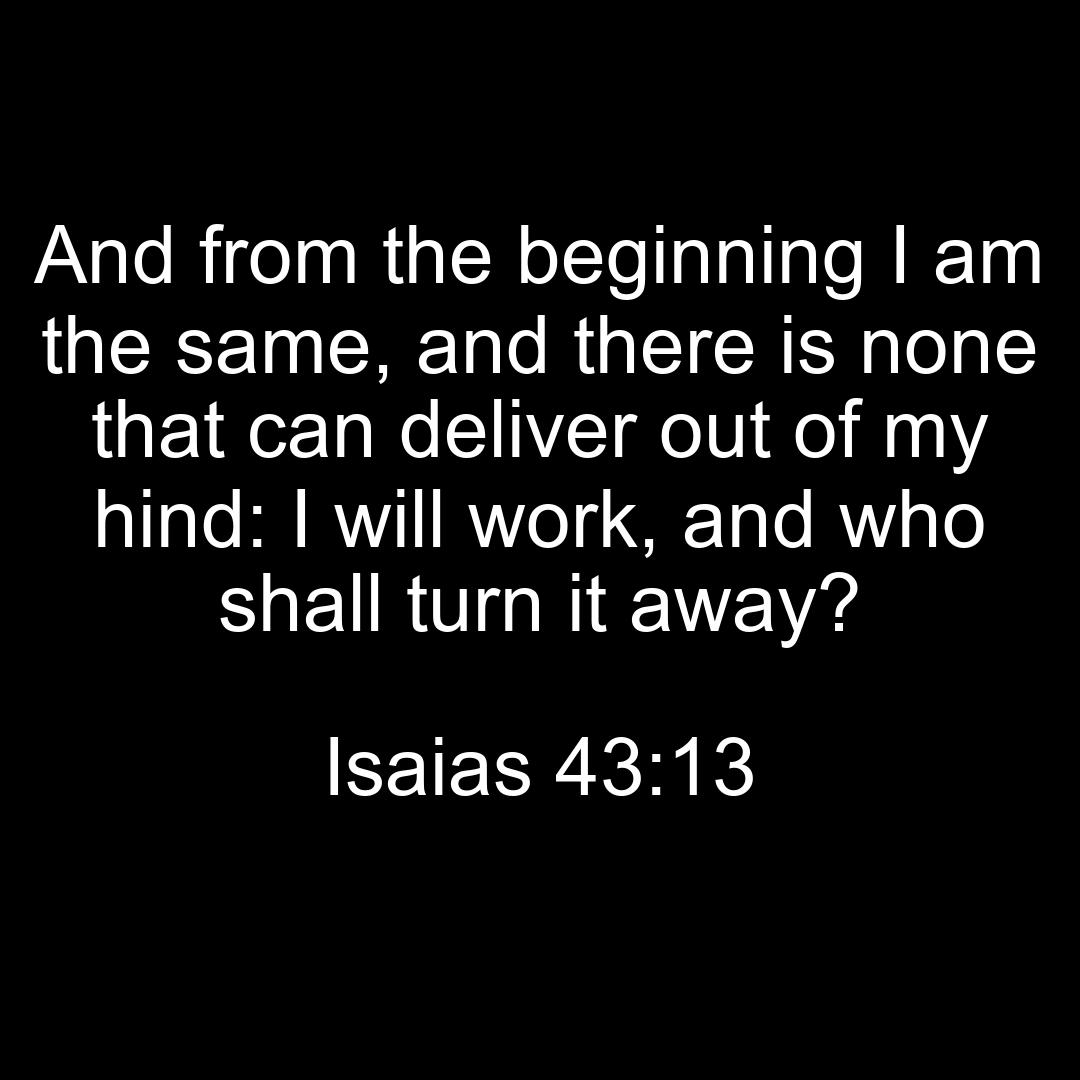 And from the beginning I am
the same, and there is none
that can deliver out of my
hind: I will work, and who
shall turn it away?
Isaias 43:13